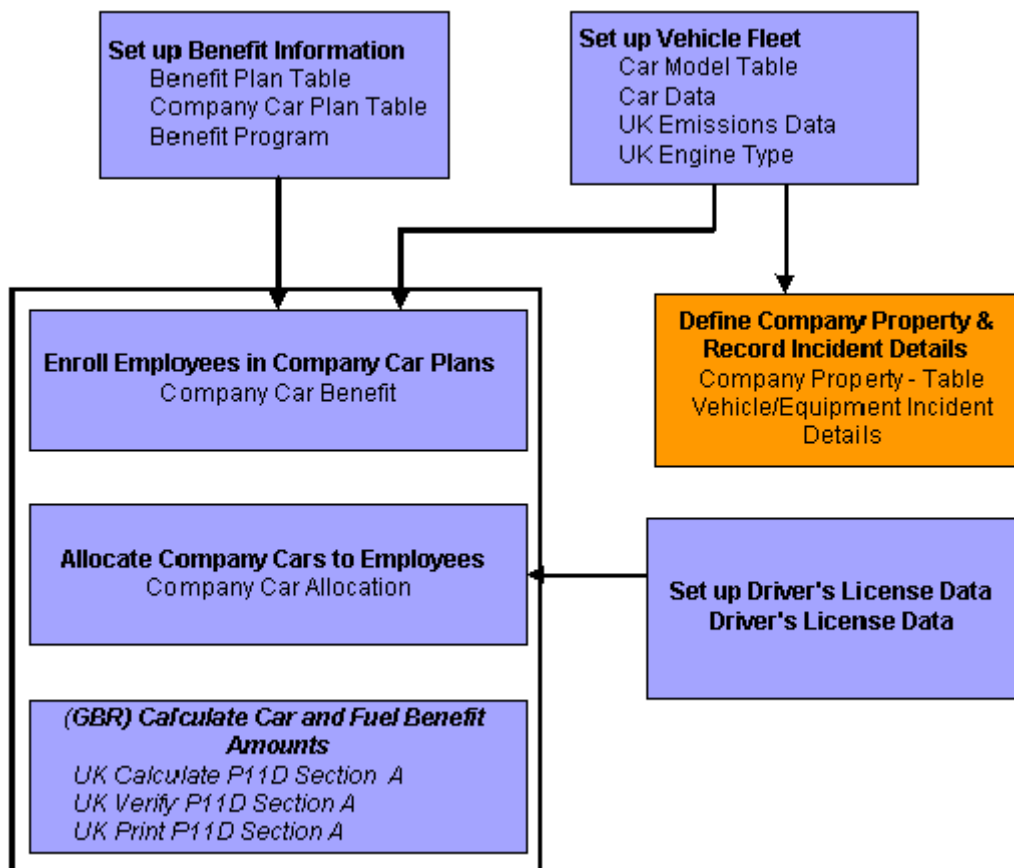 Set up Benefit Information
Benefit Plan Table
Company Car Plan Table
Benefit Program
Set up Vehicle Fleet
Car Model Table
Car Data
UK Emissions Data
UK Engine Type
Enroll Employees in Company Car Plans
Company Car Benefit
Define Company Property &
Record Incident Details
Company Property - Table
Vehicle/Equipment Incident
Details
Allocate Company Cars to Employees
Company Car Allocation
Set up Driver's License Data
Driver's License Data
(GBR) Calculate Car and Fuel Benefit
Amounts
UK Calculate P11D Section A
UK Verify P11D Section A
UK Print P11D Section A